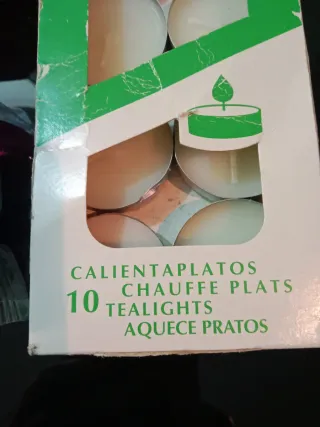 CALIENTAPLATOS
CHAUFFE PLATS
10 TEALIGHTS
AQUECE PRATOS